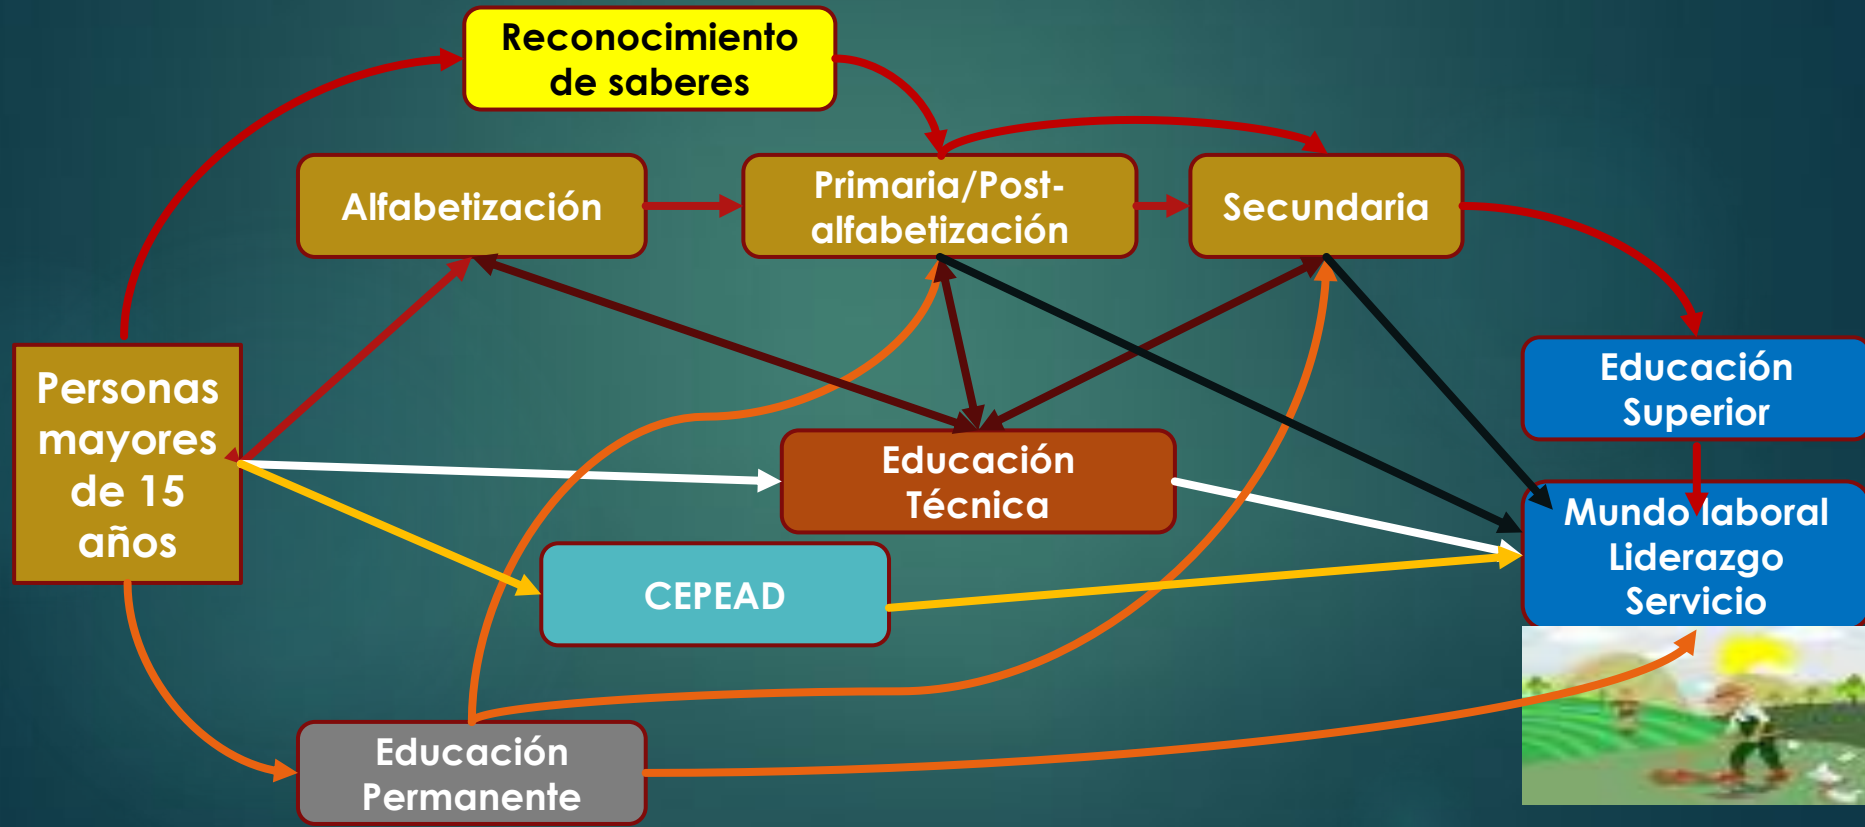 Reconocimiento
de saberes
Alfabetización
Primaria/Post-
alfabetización
Secundaria
Personas
mayores
de 15
años
Educación
Superior
Educación
Técnica
Mundo laboral
Liderazgo
Servicio
CEPEAD
Educación
Permanente